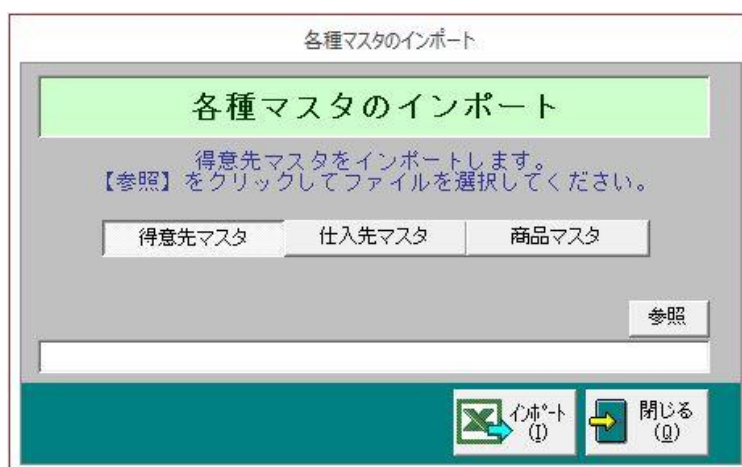 各種マスタのインポート
各種マスタのインポート
得意先マスタをインポートします。
【参照】をクリックしてファイルを選択してください。
得意先マスタ 仕入先マスタ 商品マスタ
参照
ｲﾝﾎﾟｰﾄ
(I)
閉じる
(Q)